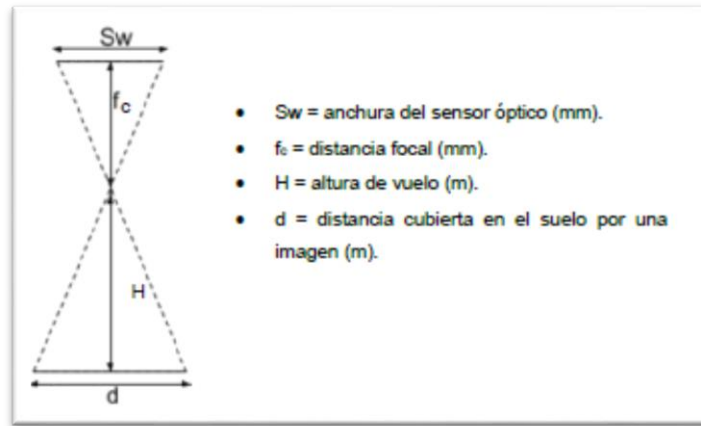 Sw
fc
H
d
• Sw = anchura del sensor óptico (mm).
• fc = distancia focal (mm).
• H = altura de vuelo (m).
• d = distancia cubierta en el suelo por una
imagen (m).